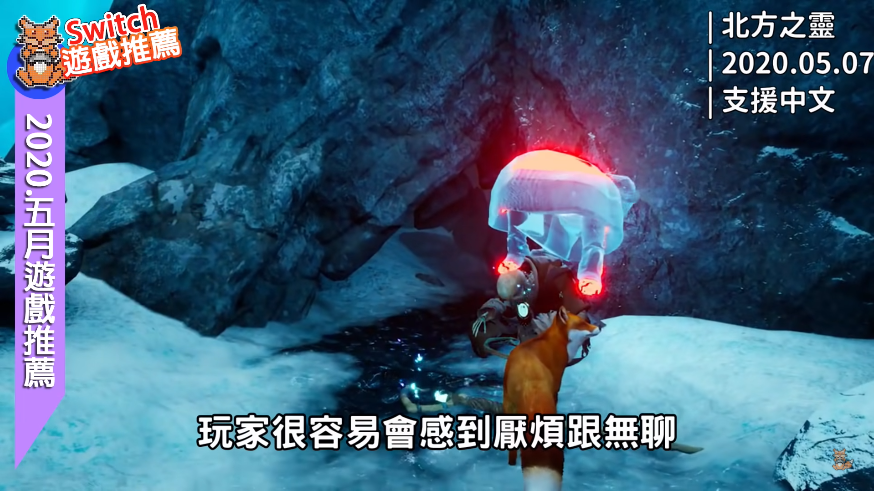 Switch
遊戲推薦
北方之靈
2020.05.07
支援中文
2020.五月遊戲推薦
玩家很容易會感到厭煩跟無聊